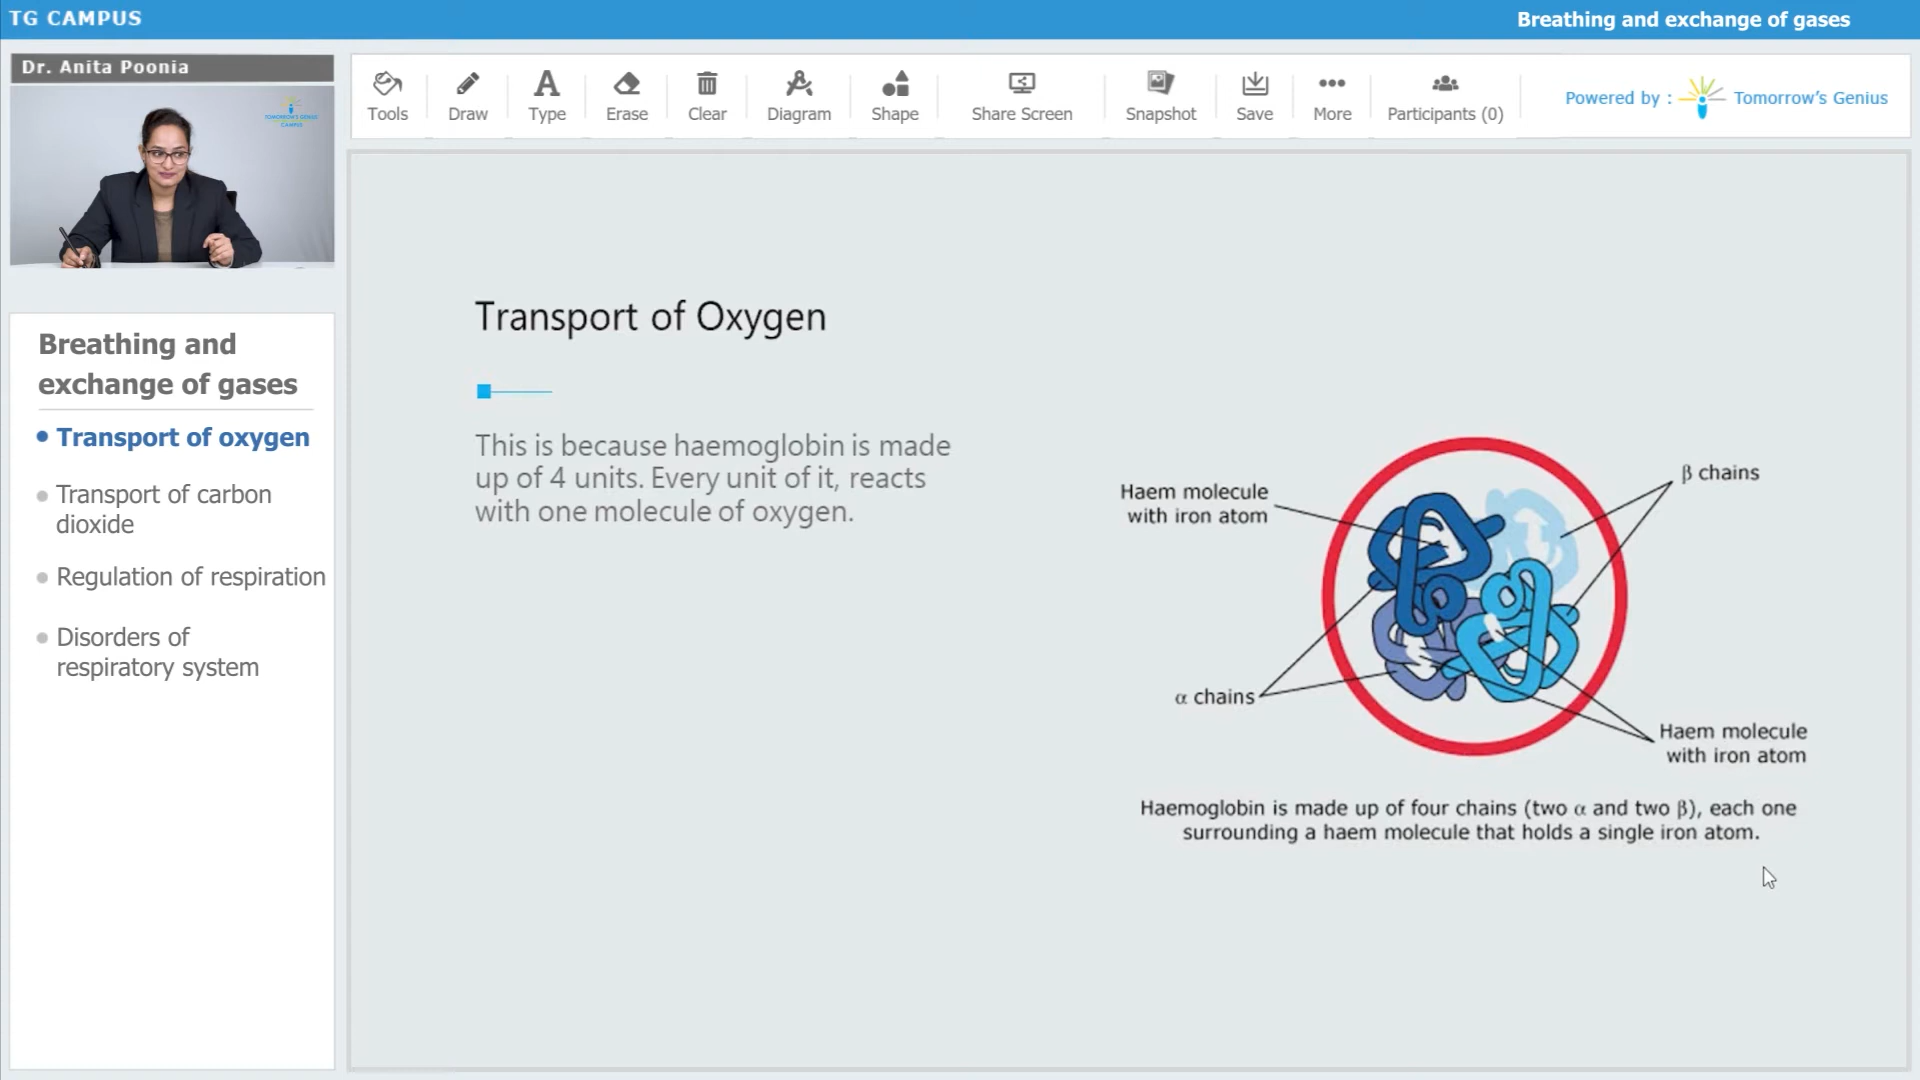 TG CAMPUS
Breathing and exchange of gases
Dr. Anita Poonia
TOMORROW'S GENIUS
CAMPUS
Tools
Draw
Type
Erase
Clear
Diagram
Shape
Share Screen
Snapshot
Save
More
Participants (0)
Powered by :
Tomorrow's Genius
Breathing and
exchange of gases
Transport of oxygen
Transport of carbon
dioxide
Regulation of respiration
Disorders of
respiratory system
Transport of Oxygen
This is because haemoglobin is made
up of 4 units. Every unit of it, reacts
with one molecule of oxygen.
Haem molecule
with iron atom
β chains
α chains
Haem molecule
with iron atom
Haemoglobin is made up of four chains (two α and two β), each one
surrounding a haem molecule that holds a single iron atom.